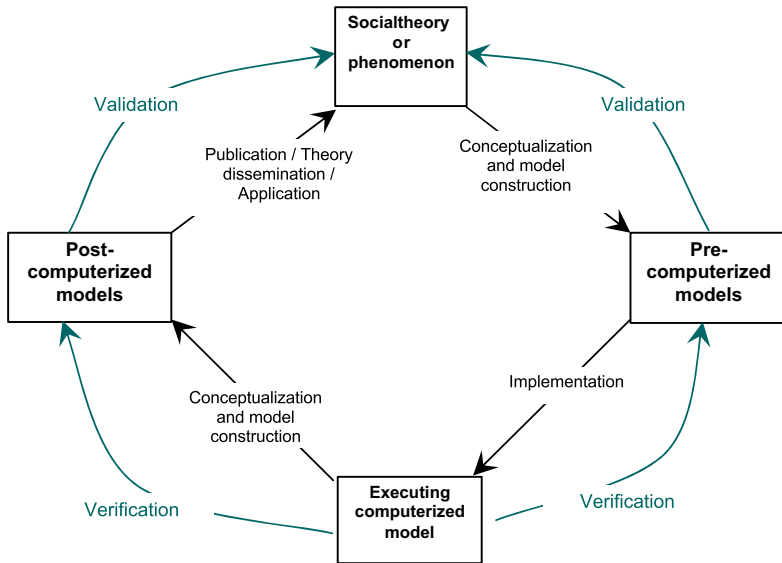 Socialtheory
or
phenomenon
Validation
Validation
Publication / Theory
dissemination /
Application
Conceptualization
and model
construction
Post-
computerized
models
Pre-
computerized
models
Implementation
Conceptualization
and model
construction
Verification
Executing
computerized
model
Verification